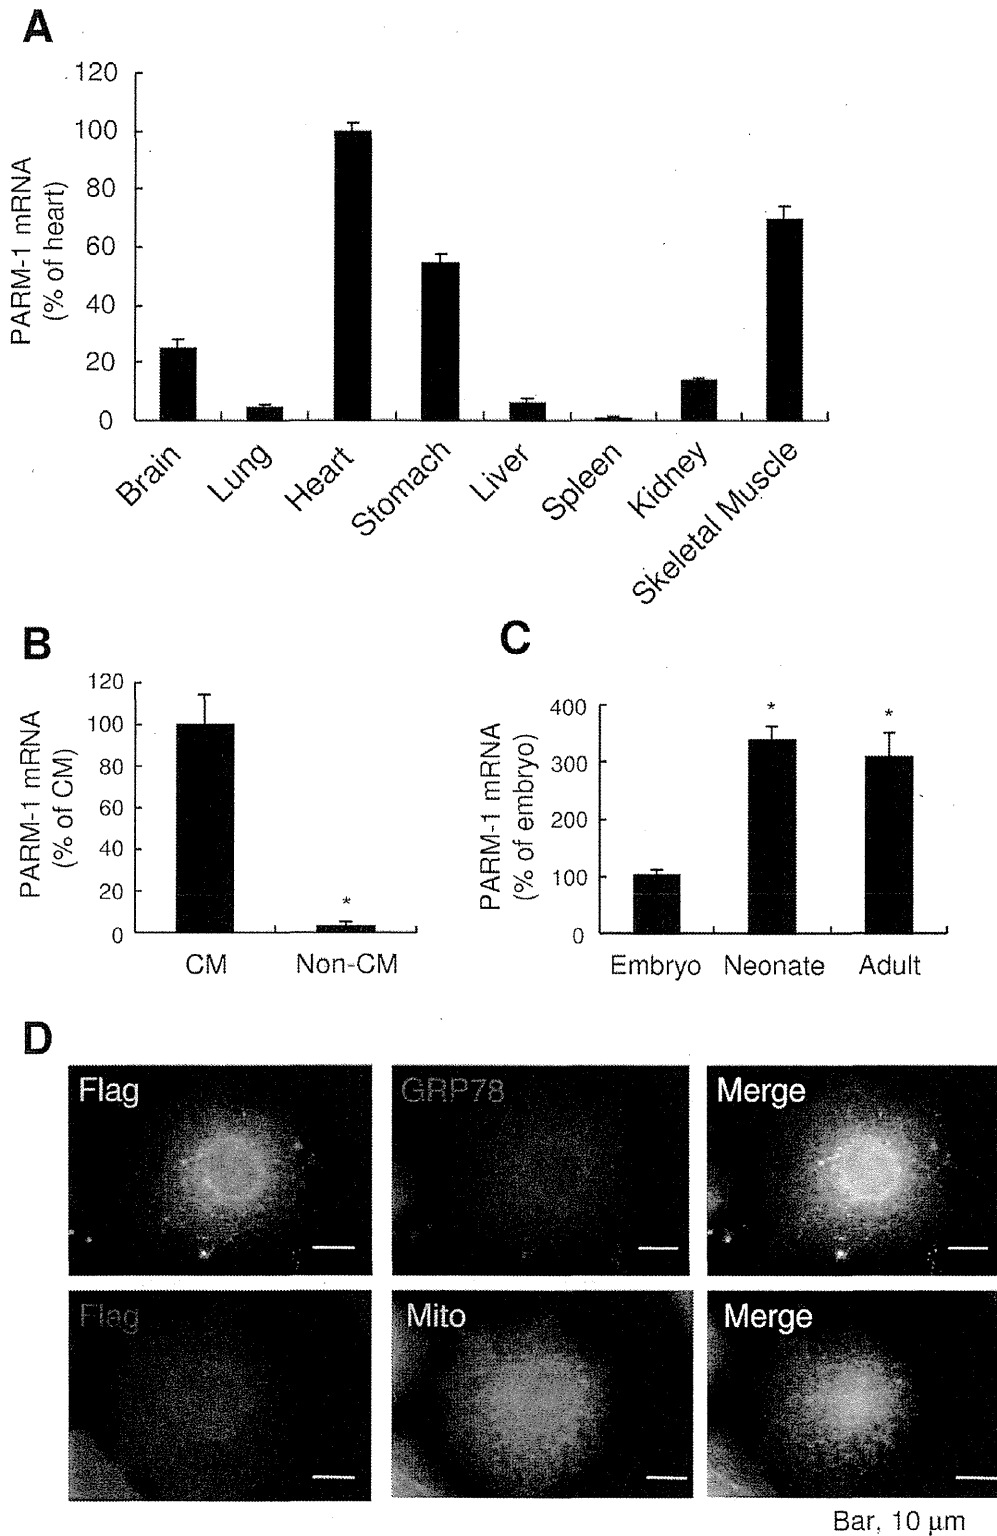 A
120
100
80
60
40
20
0
PARM-1 mRNA
(% of heart)
Brain
Lung
Heart
Stomach
Liver
Spleen
Kidney
Skeletal Muscle
B
120
100
80
60
40
20
0
PARM-1 mRNA
(% of CM)
*
CM Non-CM
C
400
300
200
100
0
PARM-1 mRNA
(% of embryo)
* *
Embryo Neonate Adult
D
Flag GRP78 Merge
Flag Mito Merge
Bar, 10 μm